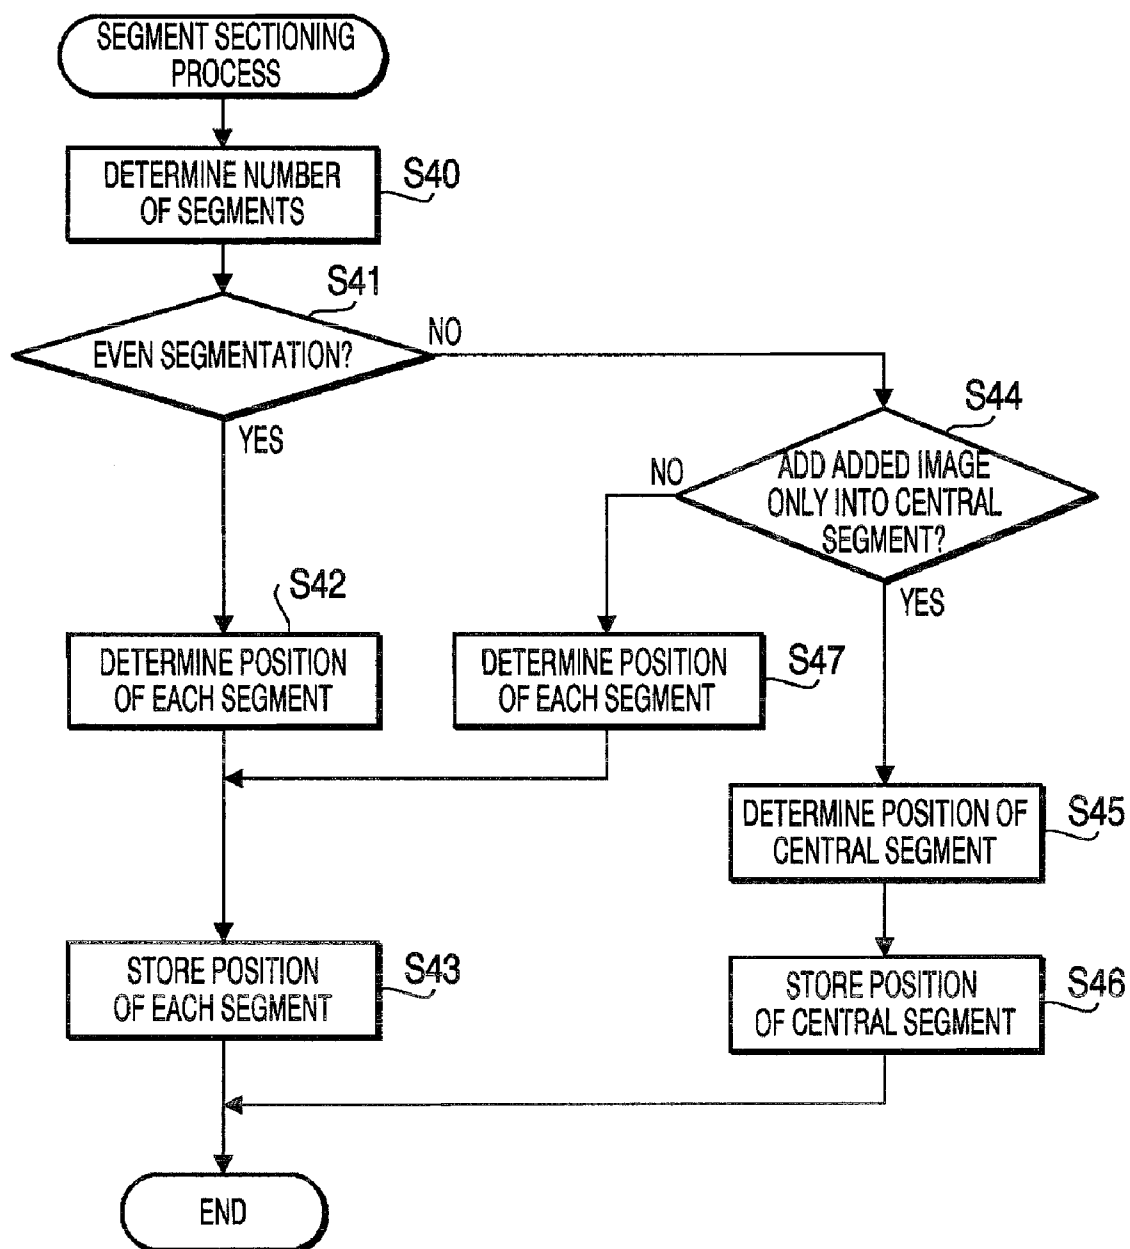 SEGMENT SECTIONING
PROCESS
DETERMINE NUMBER
OF SEGMENTS
S40
S41
EVEN SEGMENTATION?
NO
YES
S44
ADD ADDED IMAGE
ONLY INTO CENTRAL
SEGMENT?
NO
YES
S42
DETERMINE POSITION
OF EACH SEGMENT
DETERMINE POSITION
OF EACH SEGMENT
S47
DETERMINE POSITION OF
CENTRAL SEGMENT
S45
STORE POSITION
OF EACH SEGMENT
S43
STORE POSITION
OF CENTRAL SEGMENT
S46
END